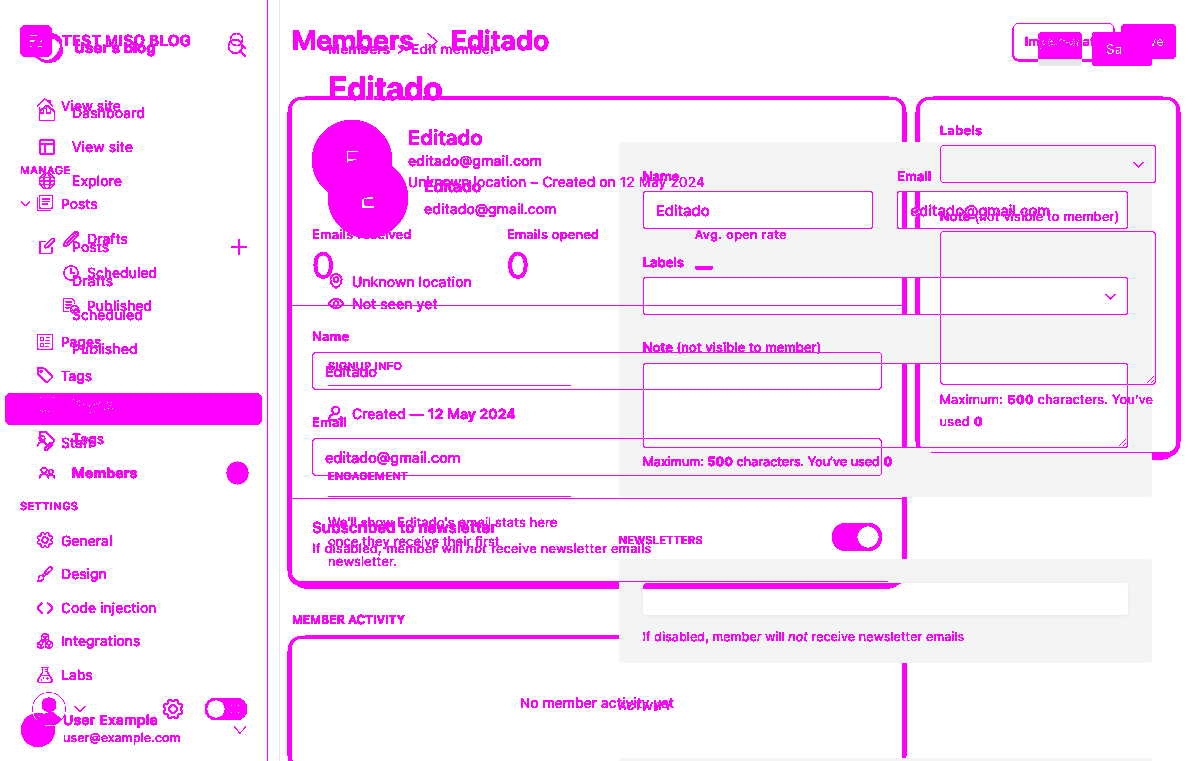 TEST MISO BLOG
User's blog
View site
Dashboard
View site
MANAGE
Explore
Posts
Drafts
Posts
Scheduled
Drafts
Published
Scheduled
Pages
Published
Tags
Tags
Staff
Members
SETTINGS
General
Design
Code injection
Integrations
Labs
User Example
user@example.com
Members > Editado
Members > Edit member
Editado
Editado
editado@gmail.com
Unknown location – Created on 12 May 2024
Editado
editado@gmail.com
Emails received
Emails opened
Avg. open rate
0
0
Unknown location
Not seen yet
Name
SIGNUP INFO
Editado
Created — 12 May 2024
Email
editado@gmail.com
ENGAGEMENT
We'll show Editado's email stats here
once they receive their first
newsletter.
Subscribed to newsletter
If disabled, member will not receive newsletter emails
MEMBER ACTIVITY
No member activity yet
Name
Editado
Email
editado@gmail.com
Labels
Note (not visible to member)
Maximum: 500 characters. You've used 0
NEWSLETTERS
If disabled, member will not receive newsletter emails
ACTIVITY
Labels
Note (not visible to member)
Maximum: 500 characters. You've
used 0